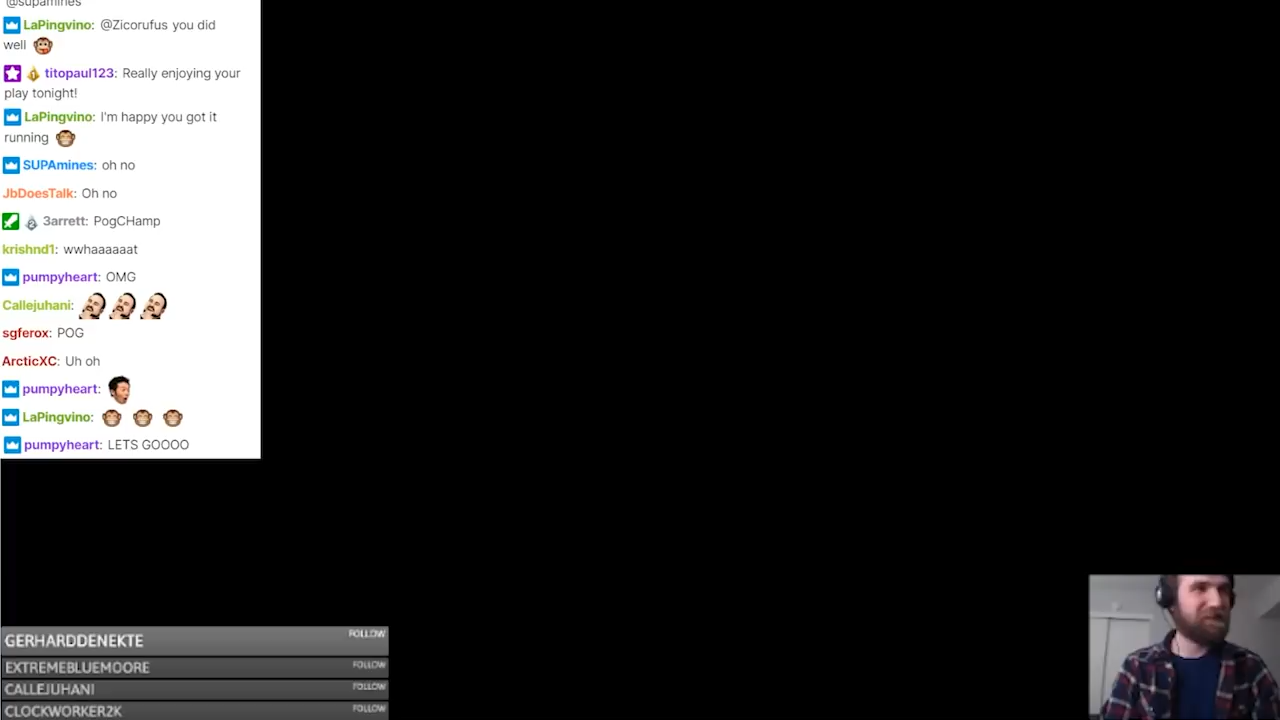 @supamines
LaPingvino: @Zicorufus you did
well
titopaul123: Really enjoying your
play tonight!
LaPingvino: I'm happy you got it
running
SUPAmines: oh no
JbDoesTalk: Oh no
3arrett: PogCHamp
krishnd1: wwhaaaaaat
pumpyheart: OMG
Callejuhani:
sgferox: POG
ArcticXC: Uh oh
pumpyheart:
LaPingvino:
pumpyheart: LETS GOOOO
GERHARDDENEKTE FOLLOW
EXTREMEBLUEMOORE FOLLOW
CALLEJUHANI FOLLOW
CLOCKWORKER2K FOLLOW